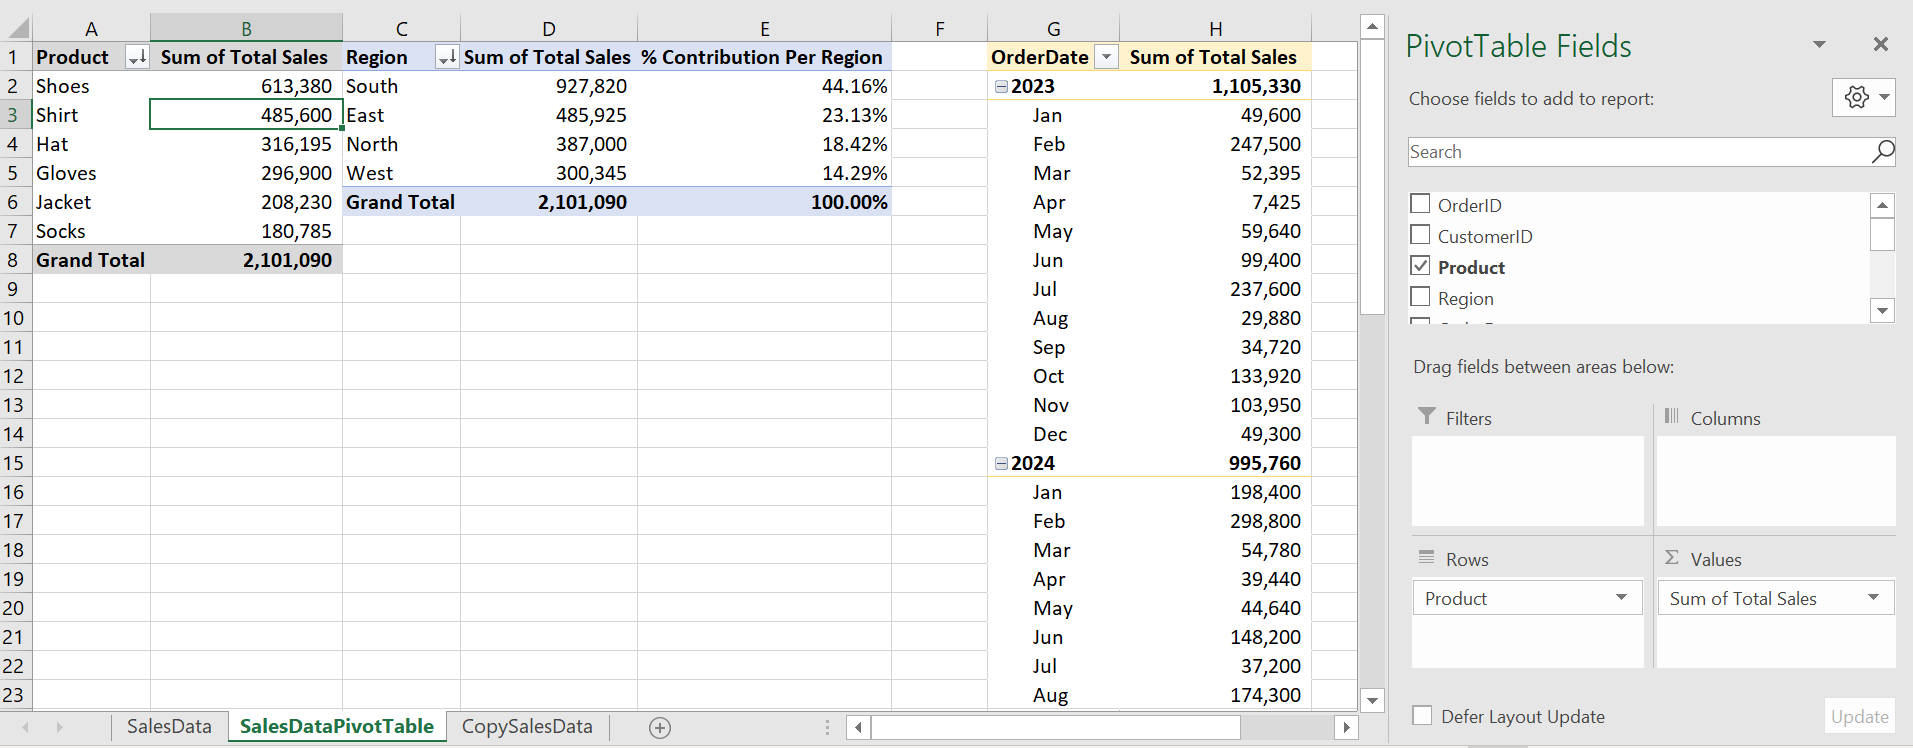 A B C D E F G H
1 Product Sum of Total Sales Region Sum of Total Sales % Contribution Per Region OrderDate Sum of Total Sales
2 Shoes 613,380 South 927,820 44.16% 2023 1,105,330
3 Shirt 485,600 East 485,925 23.13% Jan 49,600
4 Hat 316,195 North 387,000 18.42% Feb 247,500
5 Gloves 296,900 West 300,345 14.29% Mar 52,395
6 Jacket 208,230 Grand Total 2,101,090 100.00% Apr 7,425
7 Socks 180,785 May 59,640
8 Grand Total 2,101,090 Jun 99,400
9 Jul 237,600
10 Aug 29,880
11 Sep 34,720
12 Oct 133,920
13 Nov 103,950
14 Dec 49,300
15 2024 995,760
16 Jan 198,400
17 Feb 298,800
18 Mar 54,780
19 Apr 39,440
20 May 44,640
21 Jun 148,200
22 Jul 37,200
23 Aug 174,300
SalesData SalesDataPivotTable CopySalesData
PivotTable Fields
Choose fields to add to report:
Search
OrderID
CustomerID
Product
Region
Drag fields between areas below:
Filters Columns
Rows Σ Values
Product Sum of Total Sales
Defer Layout Update Update